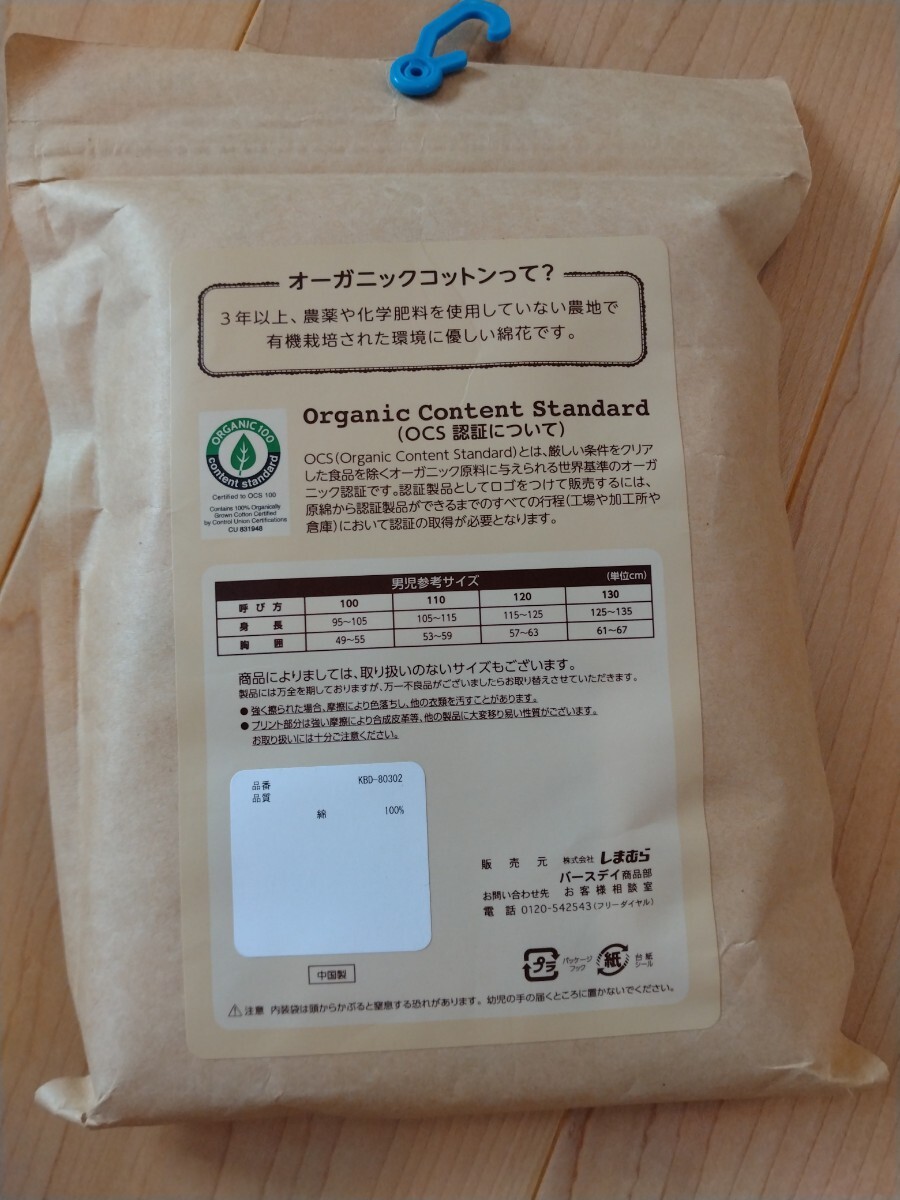 オーガニックコットンって?
3年以上、農薬や化学肥料を使用していない農地で
有機栽培された環境に優しい綿花です。
ORGANIC 100
content standard
Certified to OCS 100
Contains 100% Organically
Grown Cotton Certified
by Control Union Certifications
CU 831948
Organic Content Standard
(OCS 認証について)
OCS(Organic Content Standard)とは、厳しい条件をクリア
した食品を除くオーガニック原料に与えられる世界基準のオーガ
ニック認証です。認証製品としてロゴをつけて販売するには、
原綿から認証製品ができるまでのすべての行程(工場や加工所や
倉庫)において認証の取得が必要となります。
男児参考サイズ (単位cm)
呼び方 100 110 120 130
身長 95~105 105~115 115~125 125~135
胸囲 49~55 53~59 57~63 61~67
商品によりましては、取り扱いのないサイズもございます。
製品には万全を期しておりますが、万一不良品がございましたらお取り替えさせていただきます。
●強く擦られた場合、摩擦により色落ちし、他の衣類を汚すことがあります。
●プリント部分は強い摩擦により合成皮革等、他の製品に大変移り易い性質がございます。
お取り扱いには十分ご注意ください。
品番 KBD-80302
品質
綿 100%
販売元 株式会社 しまむら
バースデイ商品部
お問い合わせ先 お客様相談室
電話 0120-542543(フリーダイヤル)
プラ パッケージ フック 紙 台紙 シール
中国製
⚠注意 内装袋は頭からかぶると窒息する恐れがあります。幼児の手の届くところに置かないでください。